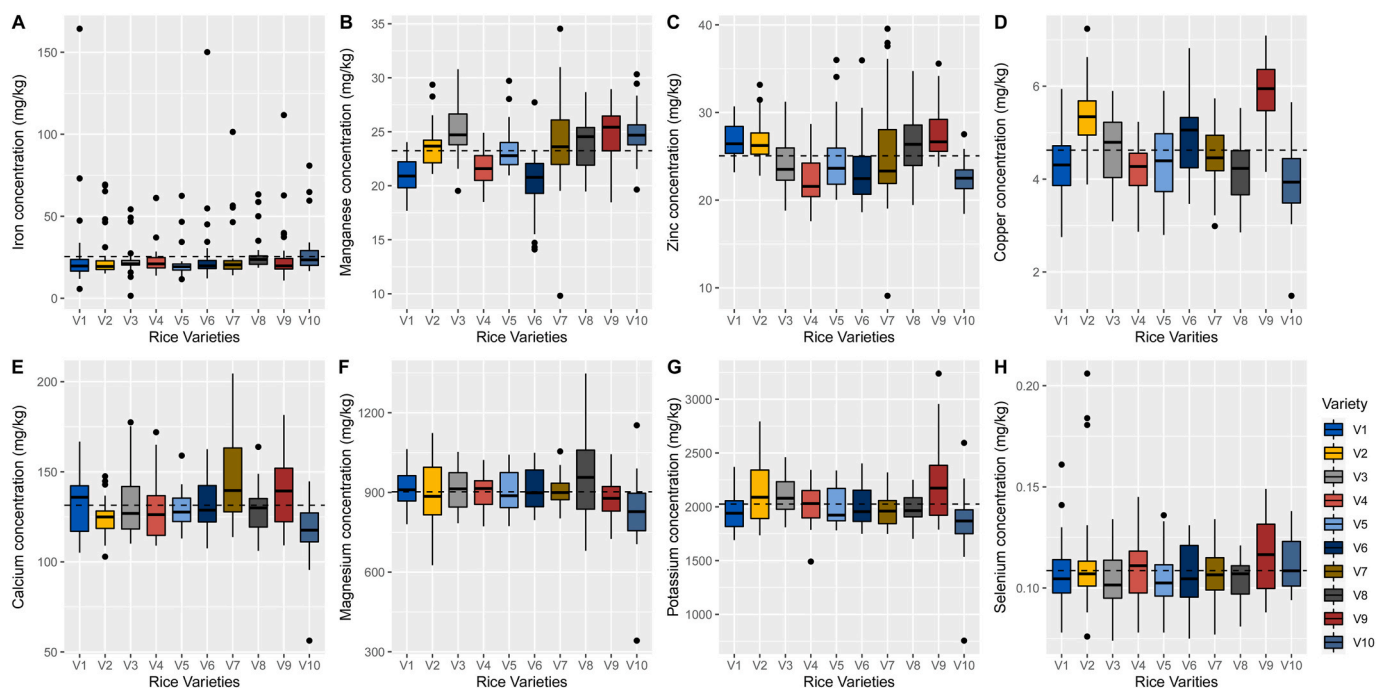 A
Iron concentration (mg/kg)
150
100
50
0
V1 V2 V3 V4 V5 V6 V7 V8 V9 V10
Rice Varieties
B
Manganese concentration (mg/kg)
35
30
25
20
15
10
V1 V2 V3 V4 V5 V6 V7 V8 V9 V10
Rice Varieties
C
Zinc concentration (mg/kg)
40
30
20
10
V1 V2 V3 V4 V5 V6 V7 V8 V9 V10
Rice Varieties
D
Copper concentration (mg/kg)
6
4
2
V1 V2 V3 V4 V5 V6 V7 V8 V9 V10
Rice Varities
E
Calcium concentration (mg/kg)
200
150
100
50
V1 V2 V3 V4 V5 V6 V7 V8 V9 V10
Rice Varieties
F
Magnesium concentration (mg/kg)
1200
900
600
300
V1 V2 V3 V4 V5 V6 V7 V8 V9 V10
Rice Varieties
G
Potassium concentration (mg/kg)
3000
2500
2000
1500
1000
V1 V2 V3 V4 V5 V6 V7 V8 V9 V10
Rice Varieties
H
Selenium concentration (mg/kg)
0.20
0.15
0.10
V1 V2 V3 V4 V5 V6 V7 V8 V9 V10
Rice Varieties
Variety
V1
V2
V3
V4
V5
V6
V7
V8
V9
V10